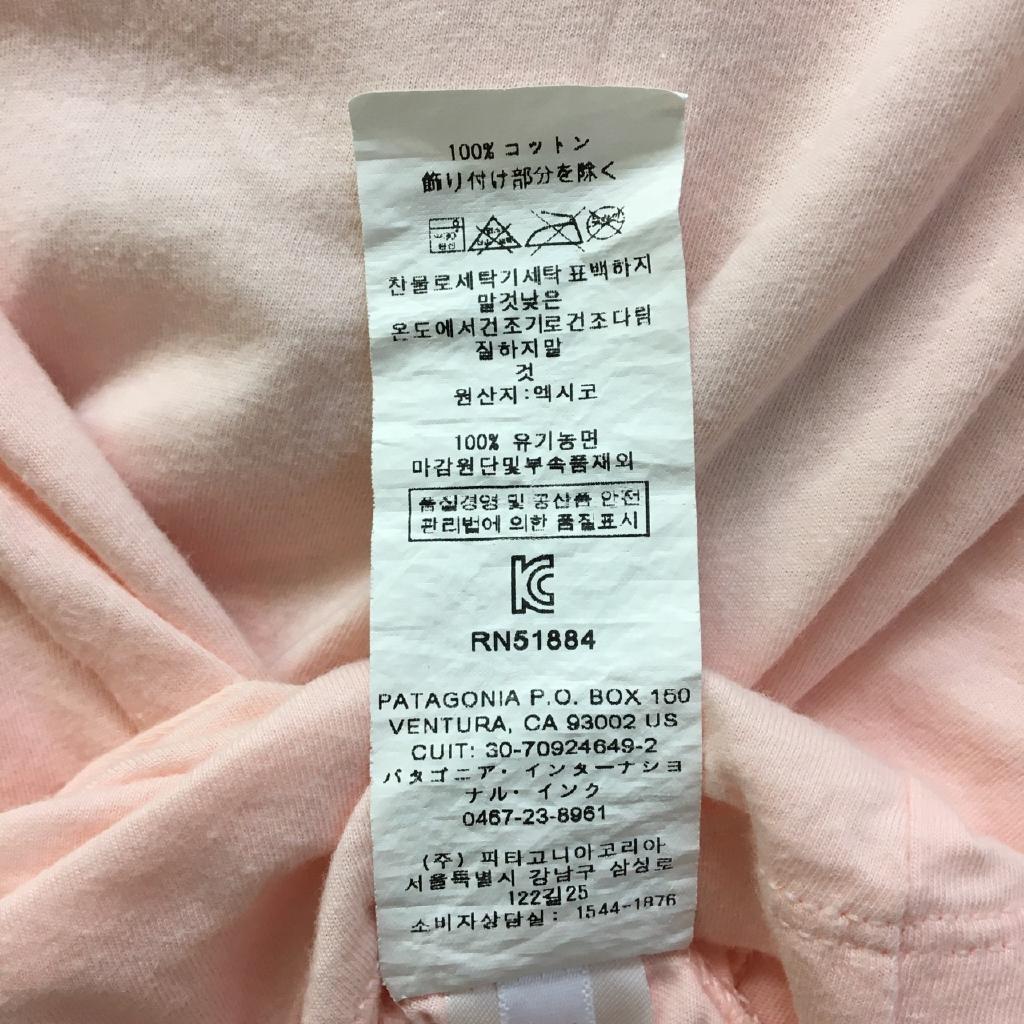 100% コットン
飾り付け部分を除く
찬물로세탁기세탁 표백하지
말것낮은
온도에서건조기로건조다림
질하지말
것
원산지:멕시코
100% 유기농면
마감원단및부속품재외
품질경영 및 공산품 안전
관리법에 의한 품질표시
RN51884
PATAGONIA P.O. BOX 150
VENTURA, CA 93002 US
CUIT: 30-70924649-2
パタゴニア・インターナショ
ナル・インク
0467-23-8961
(주) 파타고니아코리아
서울특별시 강남구 삼성로
122길25
소비자상담실: 1544-1876